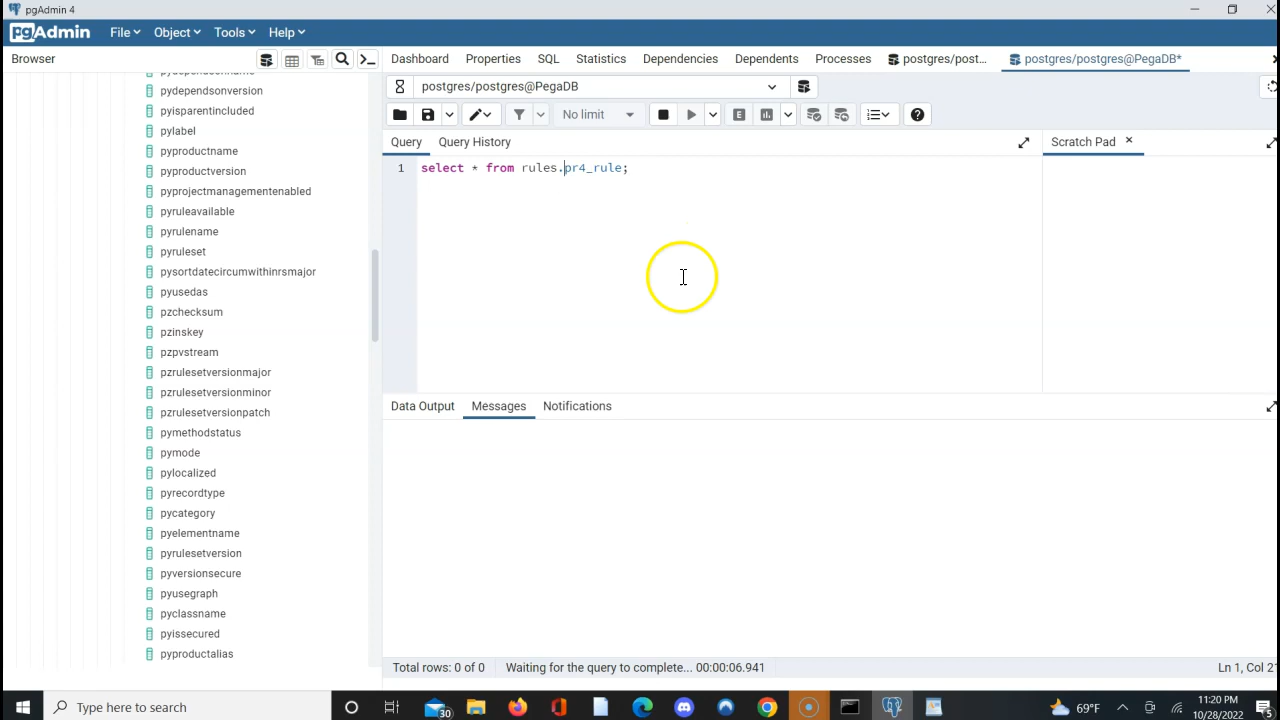 pgAdmin 4
pgAdmin File Object Tools Help
Browser
Dashboard Properties SQL Statistics Dependencies Dependents Processes postgres/post... postgres/postgres@PegaDB*
postgres/postgres@PegaDB
No limit
Query Query History
Scratch Pad
1 select * from rules.pr4_rule;
pydependsonname
pydependsonversion
pyisparentincluded
pylabel
pyproductname
pyproductversion
pyprojectmanagementenabled
pyruleavailable
pyrulename
pyruleset
pysortdatecircumwithinrsmajor
pyusedas
pzchecksum
pzinskey
pzpvstream
pzrulesetversionmajor
pzrulesetversionminor
pzrulesetversionpatch
pymethodstatus
pymode
pylocalized
pyrecordtype
pycategory
pyelementname
pyrulesetversion
pyversionsecure
pyusegraph
pyclassname
pyissecured
pyproductalias
Data Output Messages Notifications
Total rows: 0 of 0 Waiting for the query to complete... 00:00:06.941
Ln 1, Col 2
Type here to search
30
69°F
11:20 PM
10/28/2022